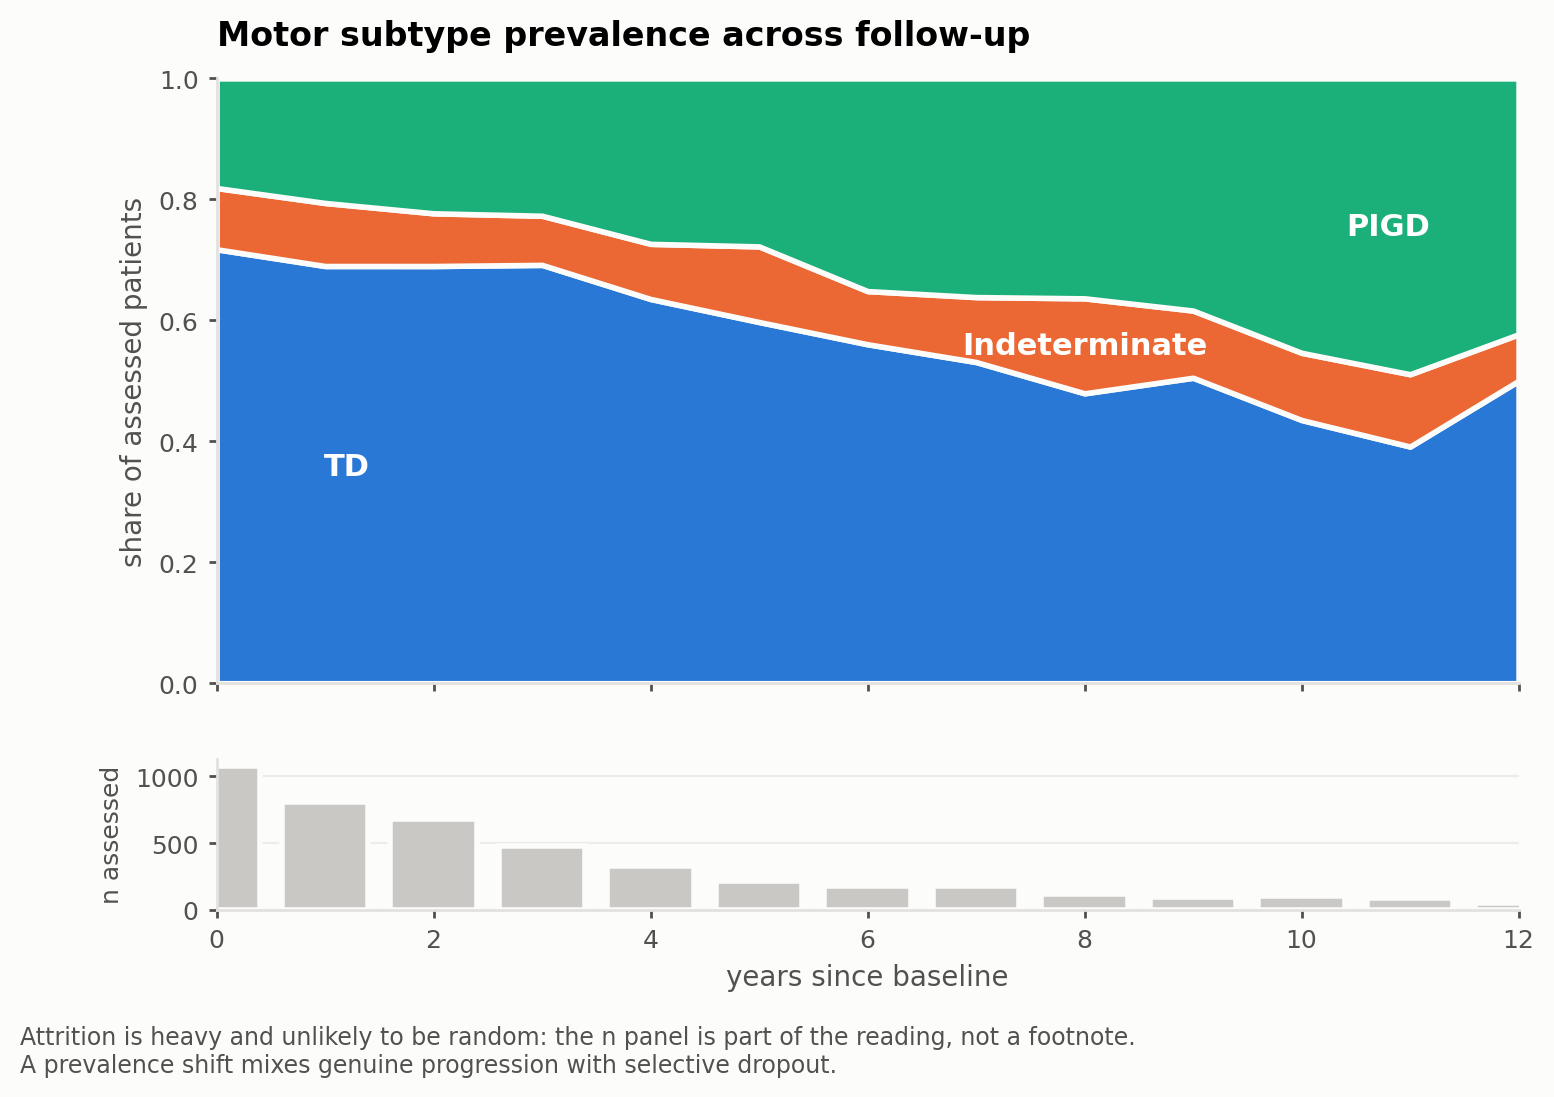 Motor subtype prevalence across follow-up
1.0
0.8
0.6
0.4
0.2
0.0
share of assessed patients
PIGD
Indeterminate
TD
1000
500
0
n assessed
0 2 4 6 8 10 12
years since baseline
Attrition is heavy and unlikely to be random: the n panel is part of the reading, not a footnote.
A prevalence shift mixes genuine progression with selective dropout.